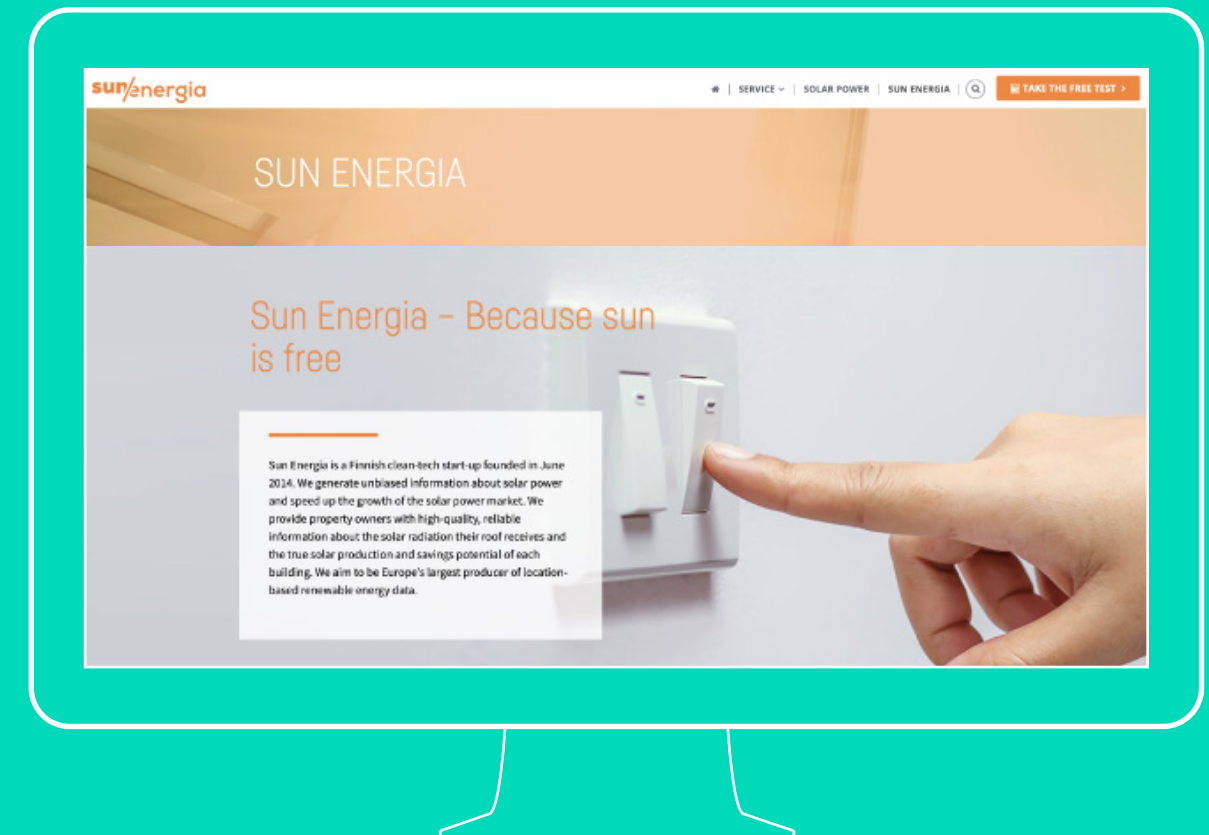 sun/energia
SERVICE | SOLAR POWER | SUN ENERGIA
TAKE THE FREE TEST >
SUN ENERGIA
Sun Energia – Because sun
is free
Sun Energia is a Finnish clean-tech start-up founded in June
2014. We generate unbiased information about solar power
and speed up the growth of the solar power market. We
provide property owners with high-quality, reliable
information about the solar radiation their roof receives and
the true solar production and savings potential of each
building. We aim to be Europe's largest producer of location-
based renewable energy data.